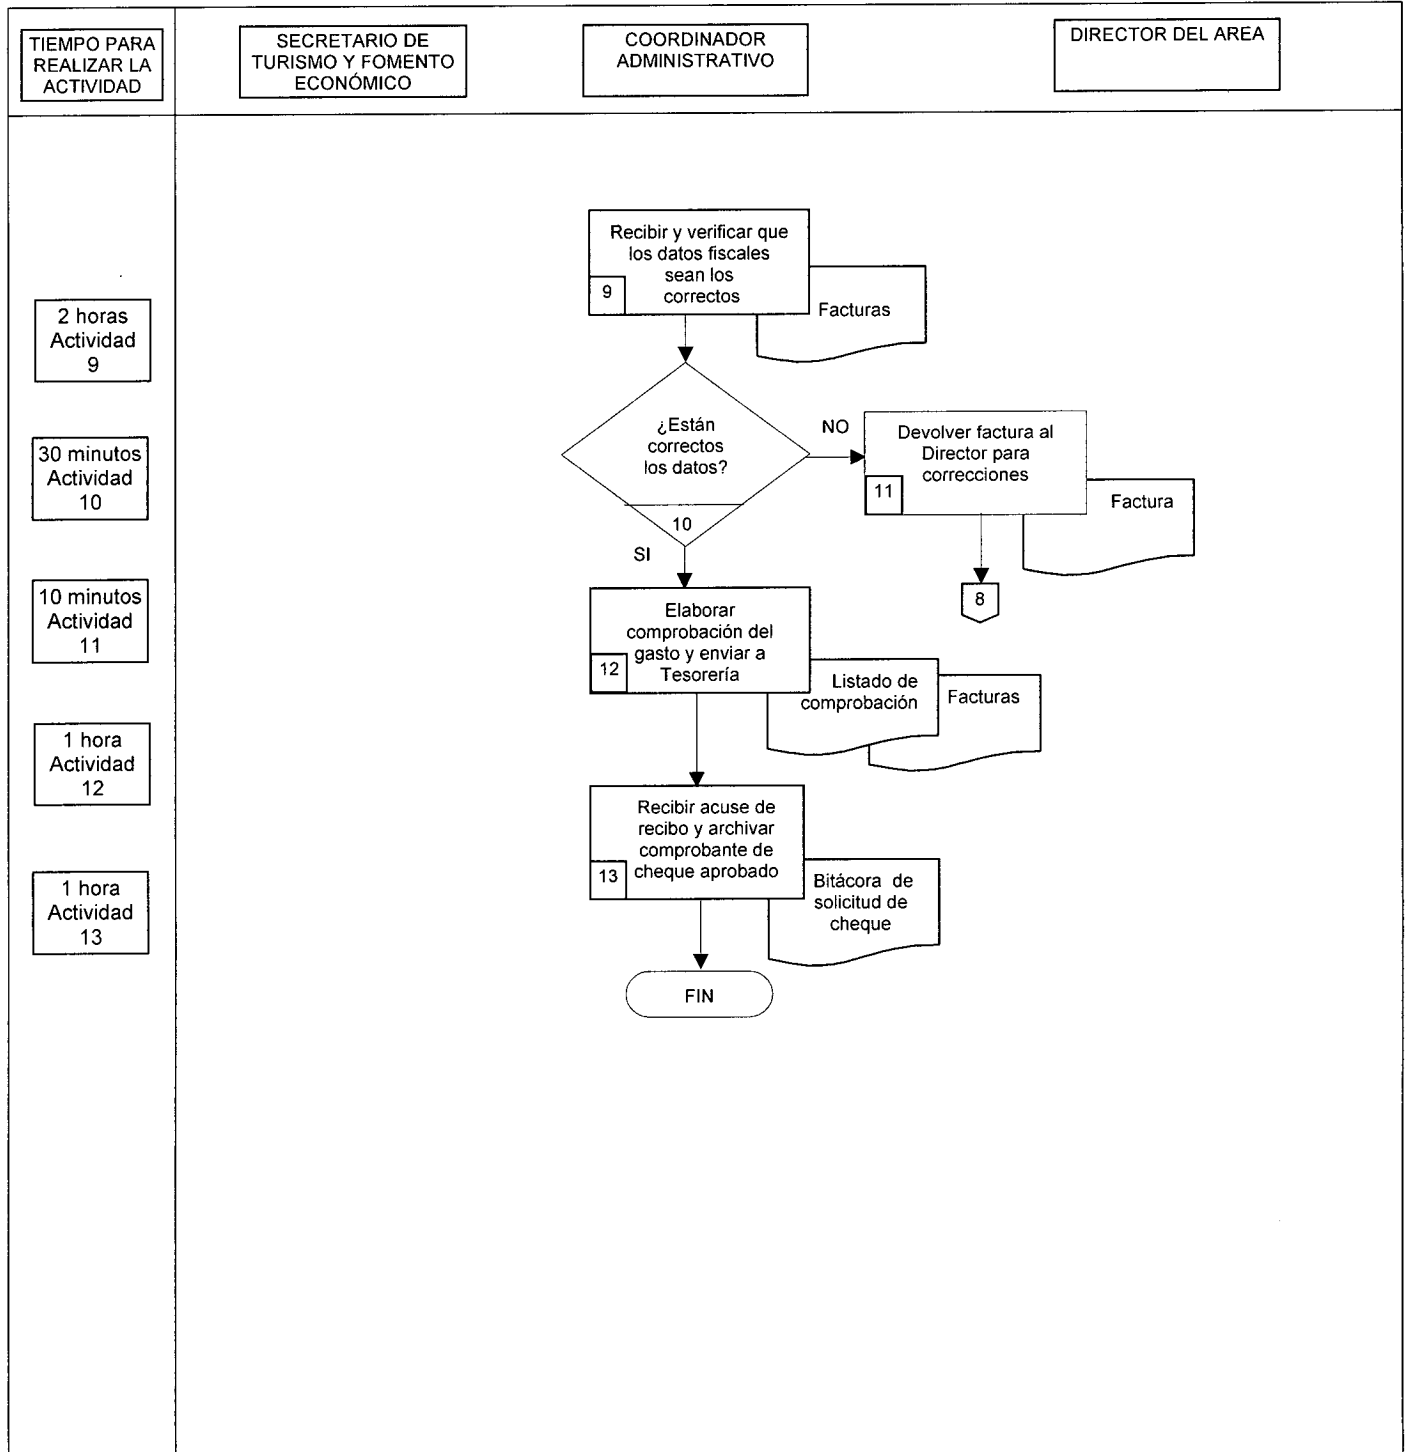 TIEMPO PARA
REALIZAR LA
ACTIVIDAD
SECRETARIO DE
TURISMO Y FOMENTO
ECONÓMICO
COORDINADOR
ADMINISTRATIVO
DIRECTOR DEL AREA
2 horas
Actividad
9
30 minutos
Actividad
10
10 minutos
Actividad
11
1 hora
Actividad
12
1 hora
Actividad
13
Recibir y verificar que
los datos fiscales
sean los
correctos
9
Facturas
¿Están
correctos
los datos?
10
NO
SI
Devolver factura al
Director para
correcciones
11
Factura
8
Elaborar
comprobación del
gasto y enviar a
Tesorería
12
Listado de
comprobación
Facturas
Recibir acuse de
recibo y archivar
comprobante de
cheque aprobado
13
Bitácora de
solicitud de
cheque
FIN